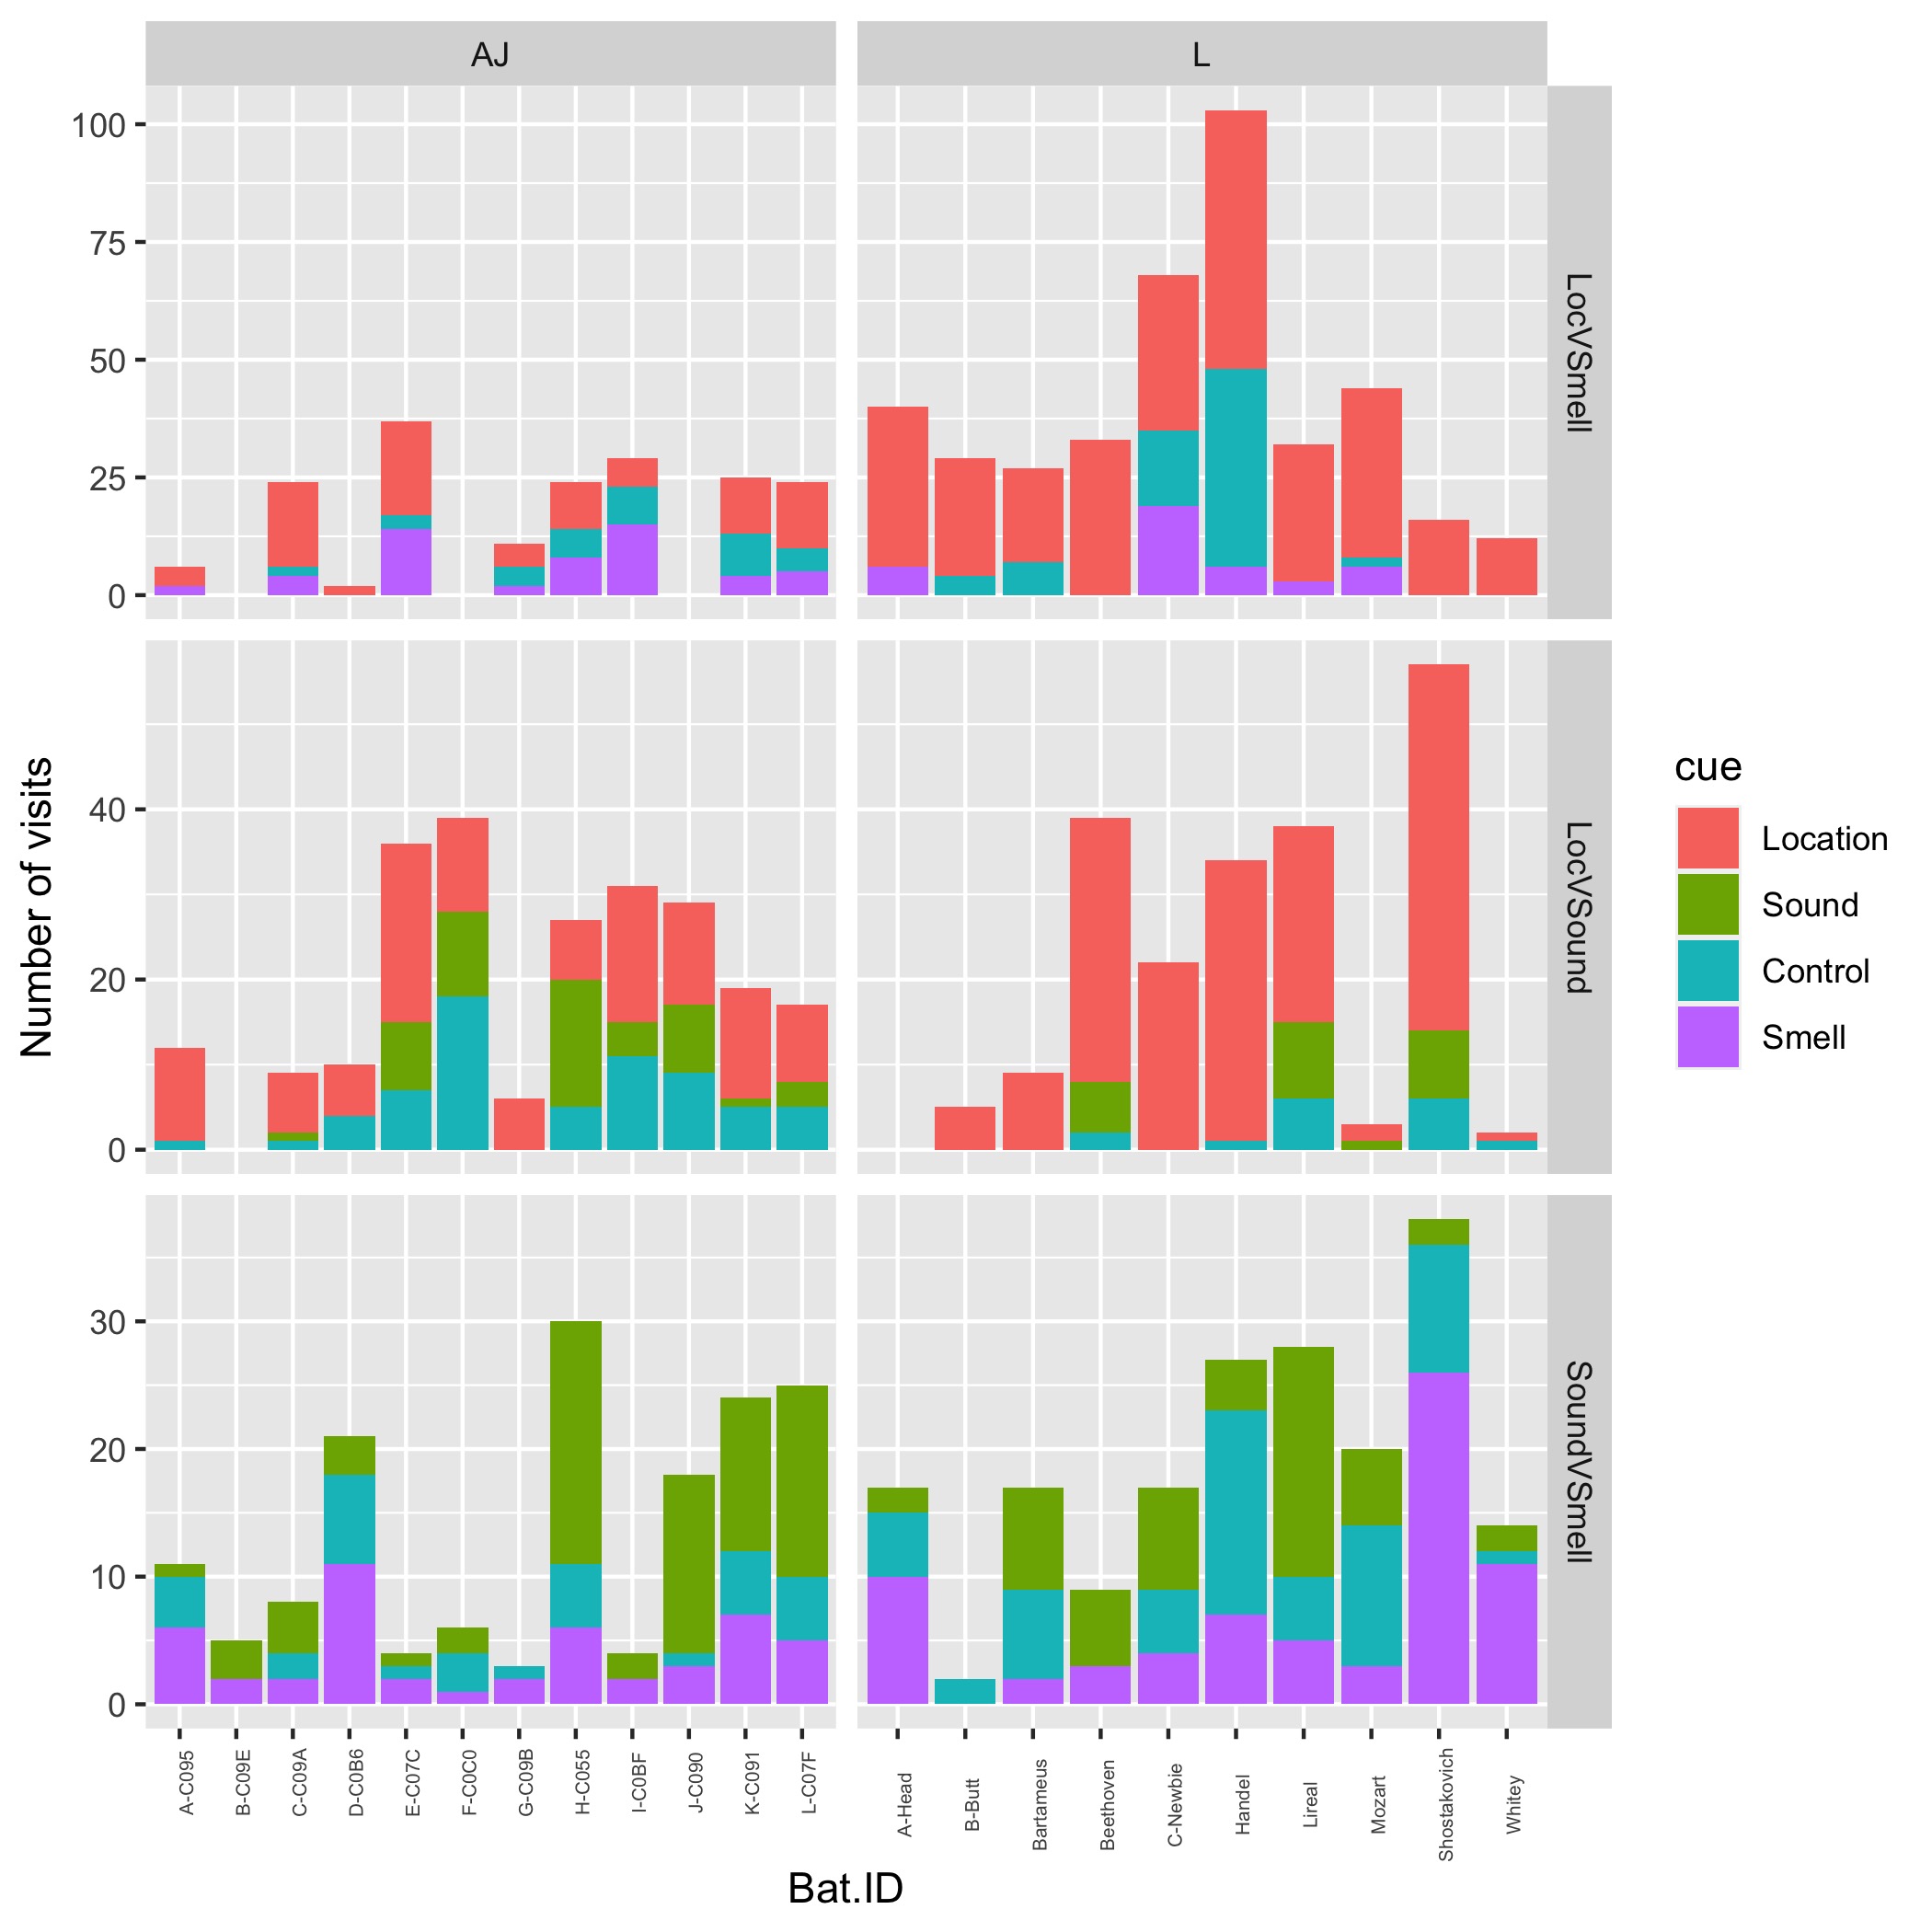 AJ
L
100
75
50
25
0
LocVSmell
40
20
0
LocVSound
30
20
10
0
SoundVSmell
Number of visits
A-C095
B-C09E
C-C09A
D-C0B6
E-C07C
F-C0C0
G-C09B
H-C055
I-C0BF
J-C090
K-C091
L-C07F
A-Head
B-Butt
Bartameus
Beethoven
C-Newbie
Handel
Lireal
Mozart
Shostakovich
Whitey
Bat.ID
cue
Location
Sound
Control
Smell